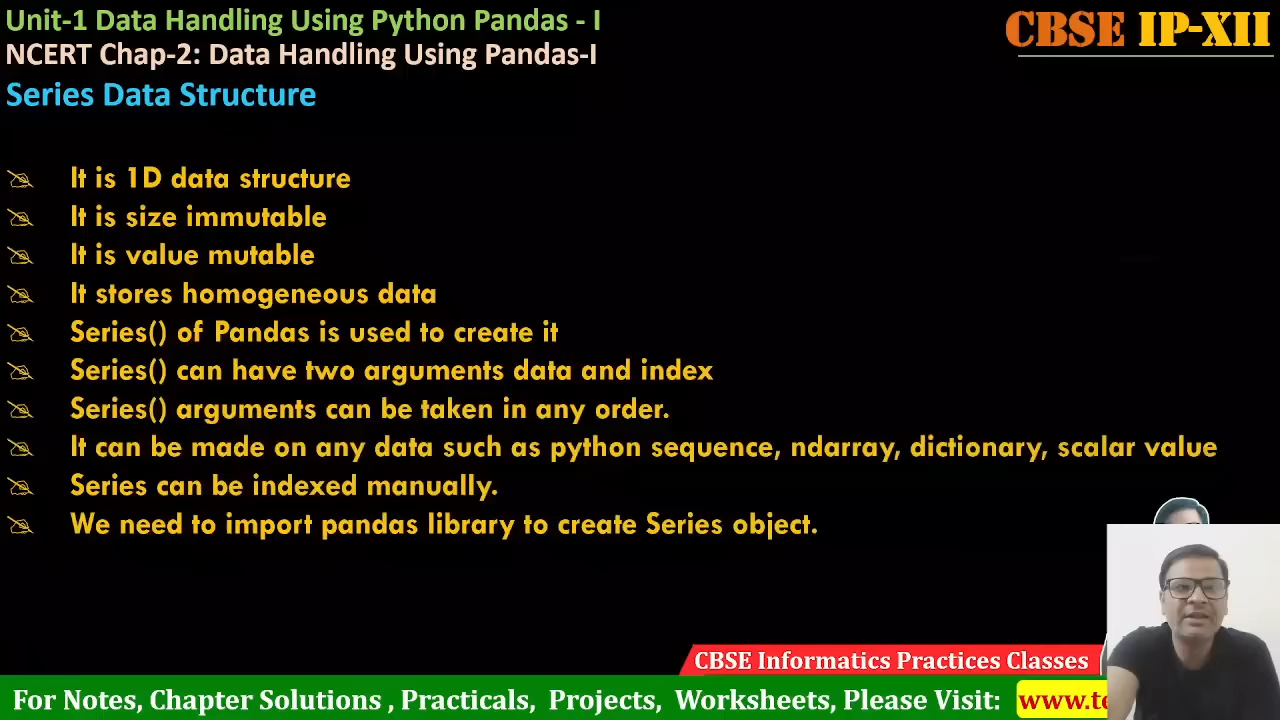 Unit-1 Data Handling Using Python Pandas - I
CBSE IP-XII
NCERT Chap-2: Data Handling Using Pandas-I
Series Data Structure
It is 1D data structure
It is size immutable
It is value mutable
It stores homogeneous data
Series() of Pandas is used to create it
Series() can have two arguments data and index
Series() arguments can be taken in any order.
It can be made on any data such as python sequence, ndarray, dictionary, scalar value
Series can be indexed manually.
We need to import pandas library to create Series object.
CBSE Informatics Practices Classes
For Notes, Chapter Solutions , Practicals, Projects, Worksheets, Please Visit: